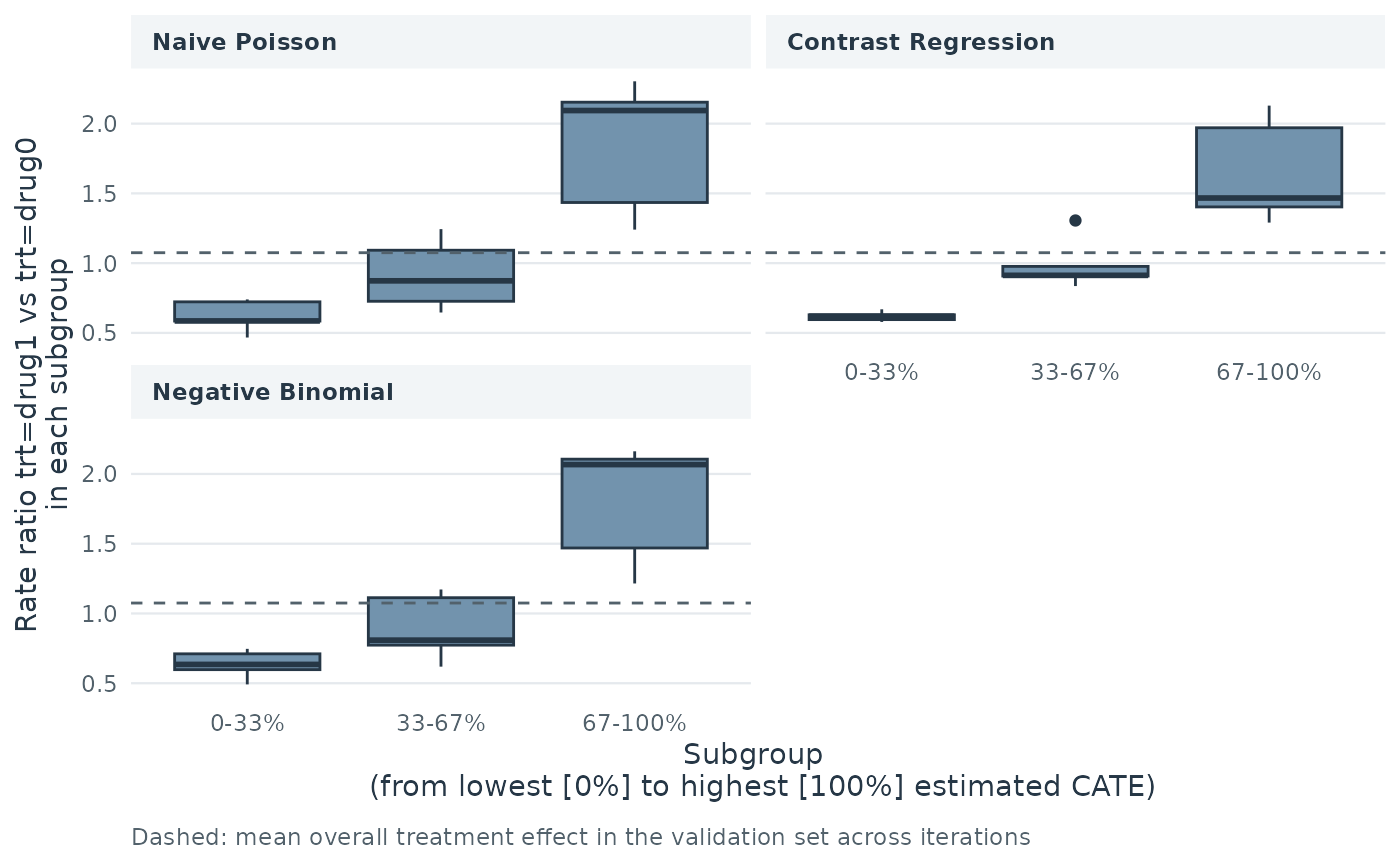 Naive Poisson
Contrast Regression
2.0
1.5
1.0
0.5
0-33%
33-67%
67-100%
Negative Binomial
2.0
1.5
1.0
0.5
0-33%
33-67%
67-100%
Rate ratio trt=drug1 vs trt=drug0
in each subgroup
Subgroup
(from lowest [0%] to highest [100%] estimated CATE)
Dashed: mean overall treatment effect in the validation set across iterations